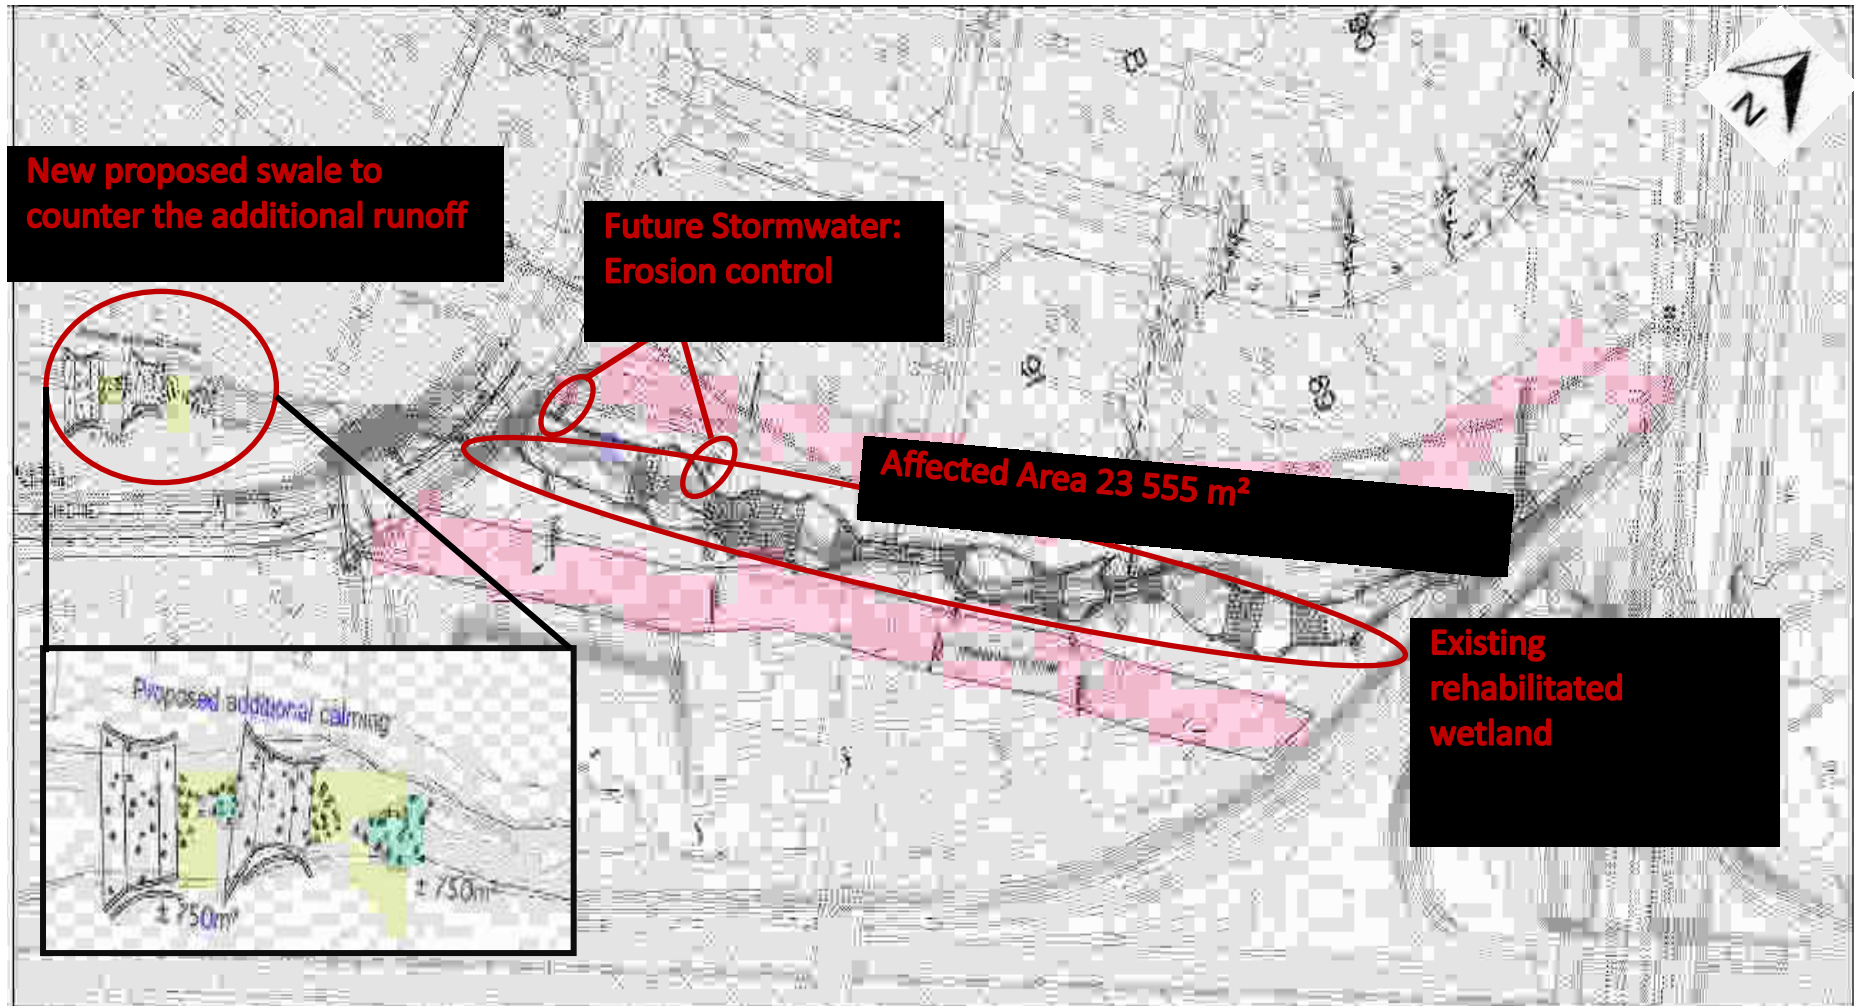 N
New proposed swale to
counter the additional runoff
Future Stormwater:
Erosion control
Affected Area 23 555 m²
Existing
rehabilitated
wetland
Proposed additional calming
± 750m²
± 750m²